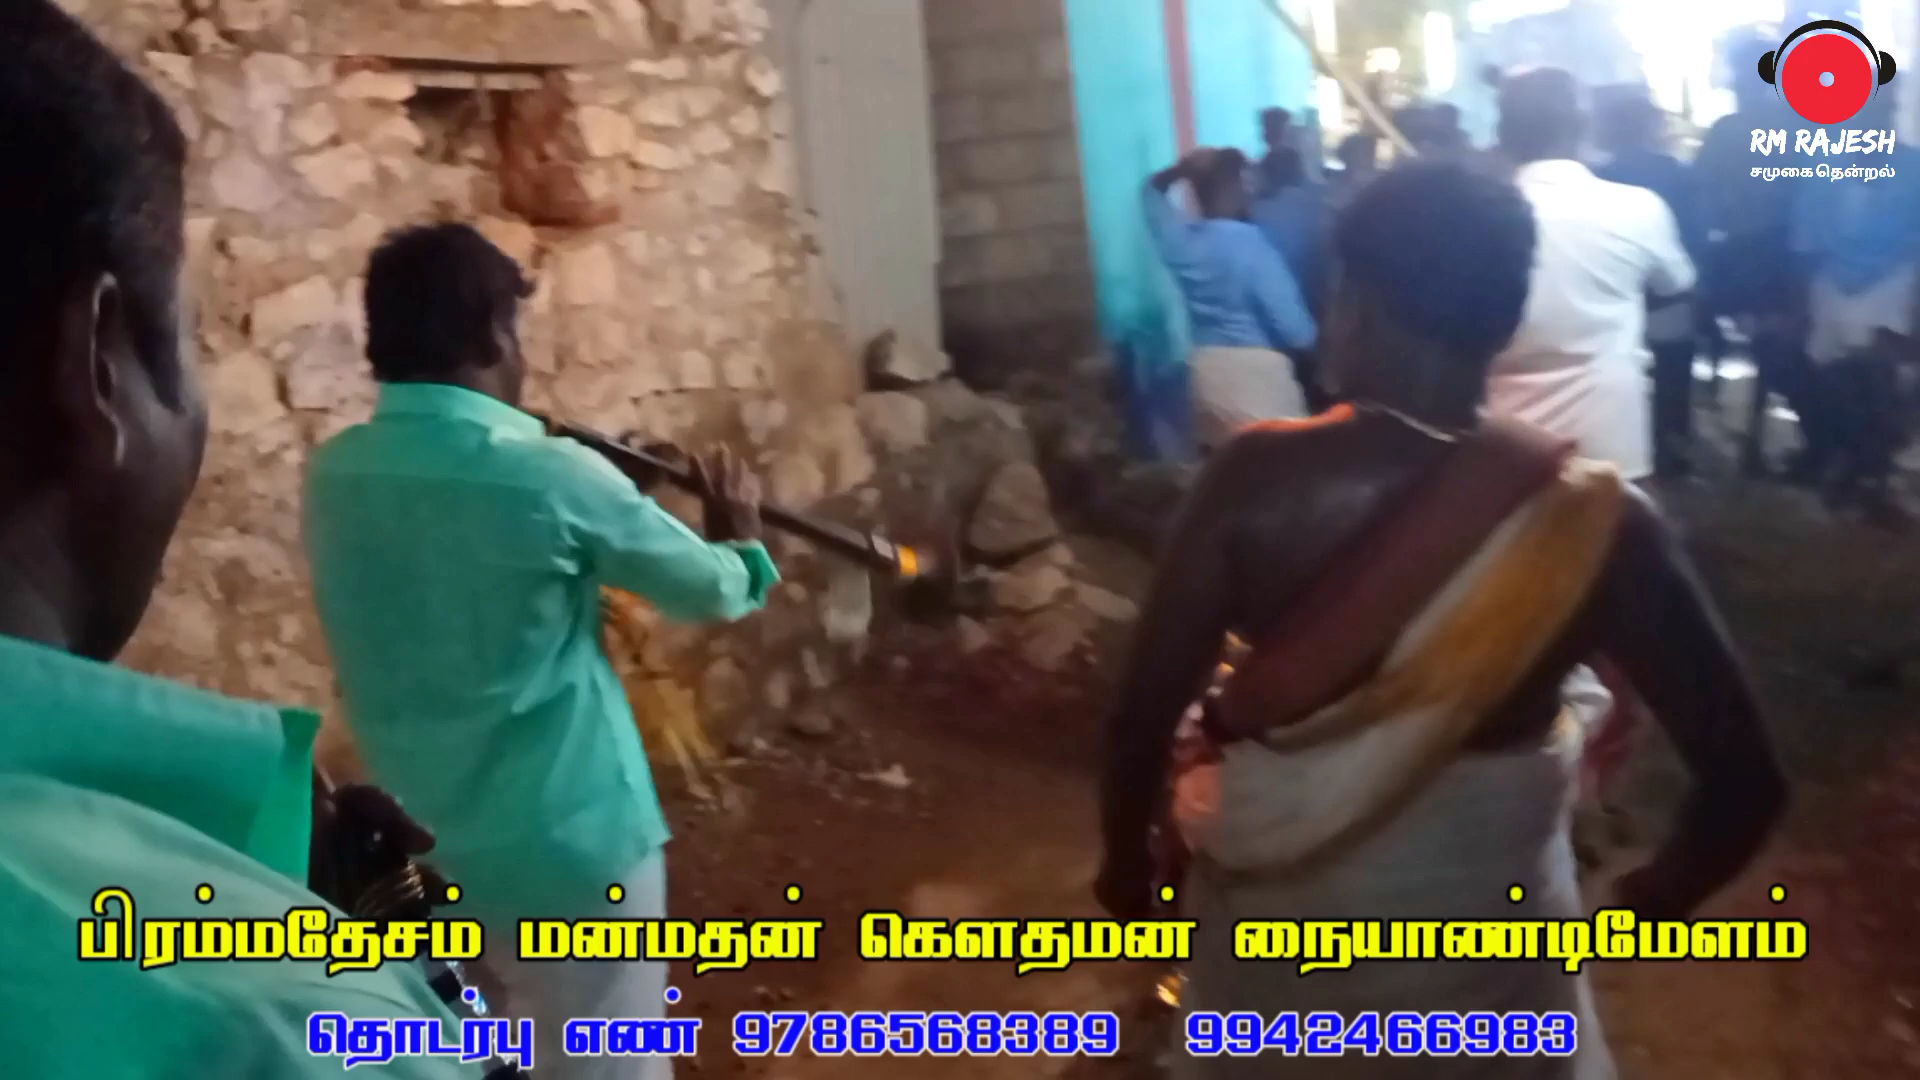 RM RAJESH
சமுகை தென்றல்
பிரம்மதேசம் மன்மதன் கௌதமன் நையாண்டிமேளம்
தொடர்பு எண் 9786568389 9942466983